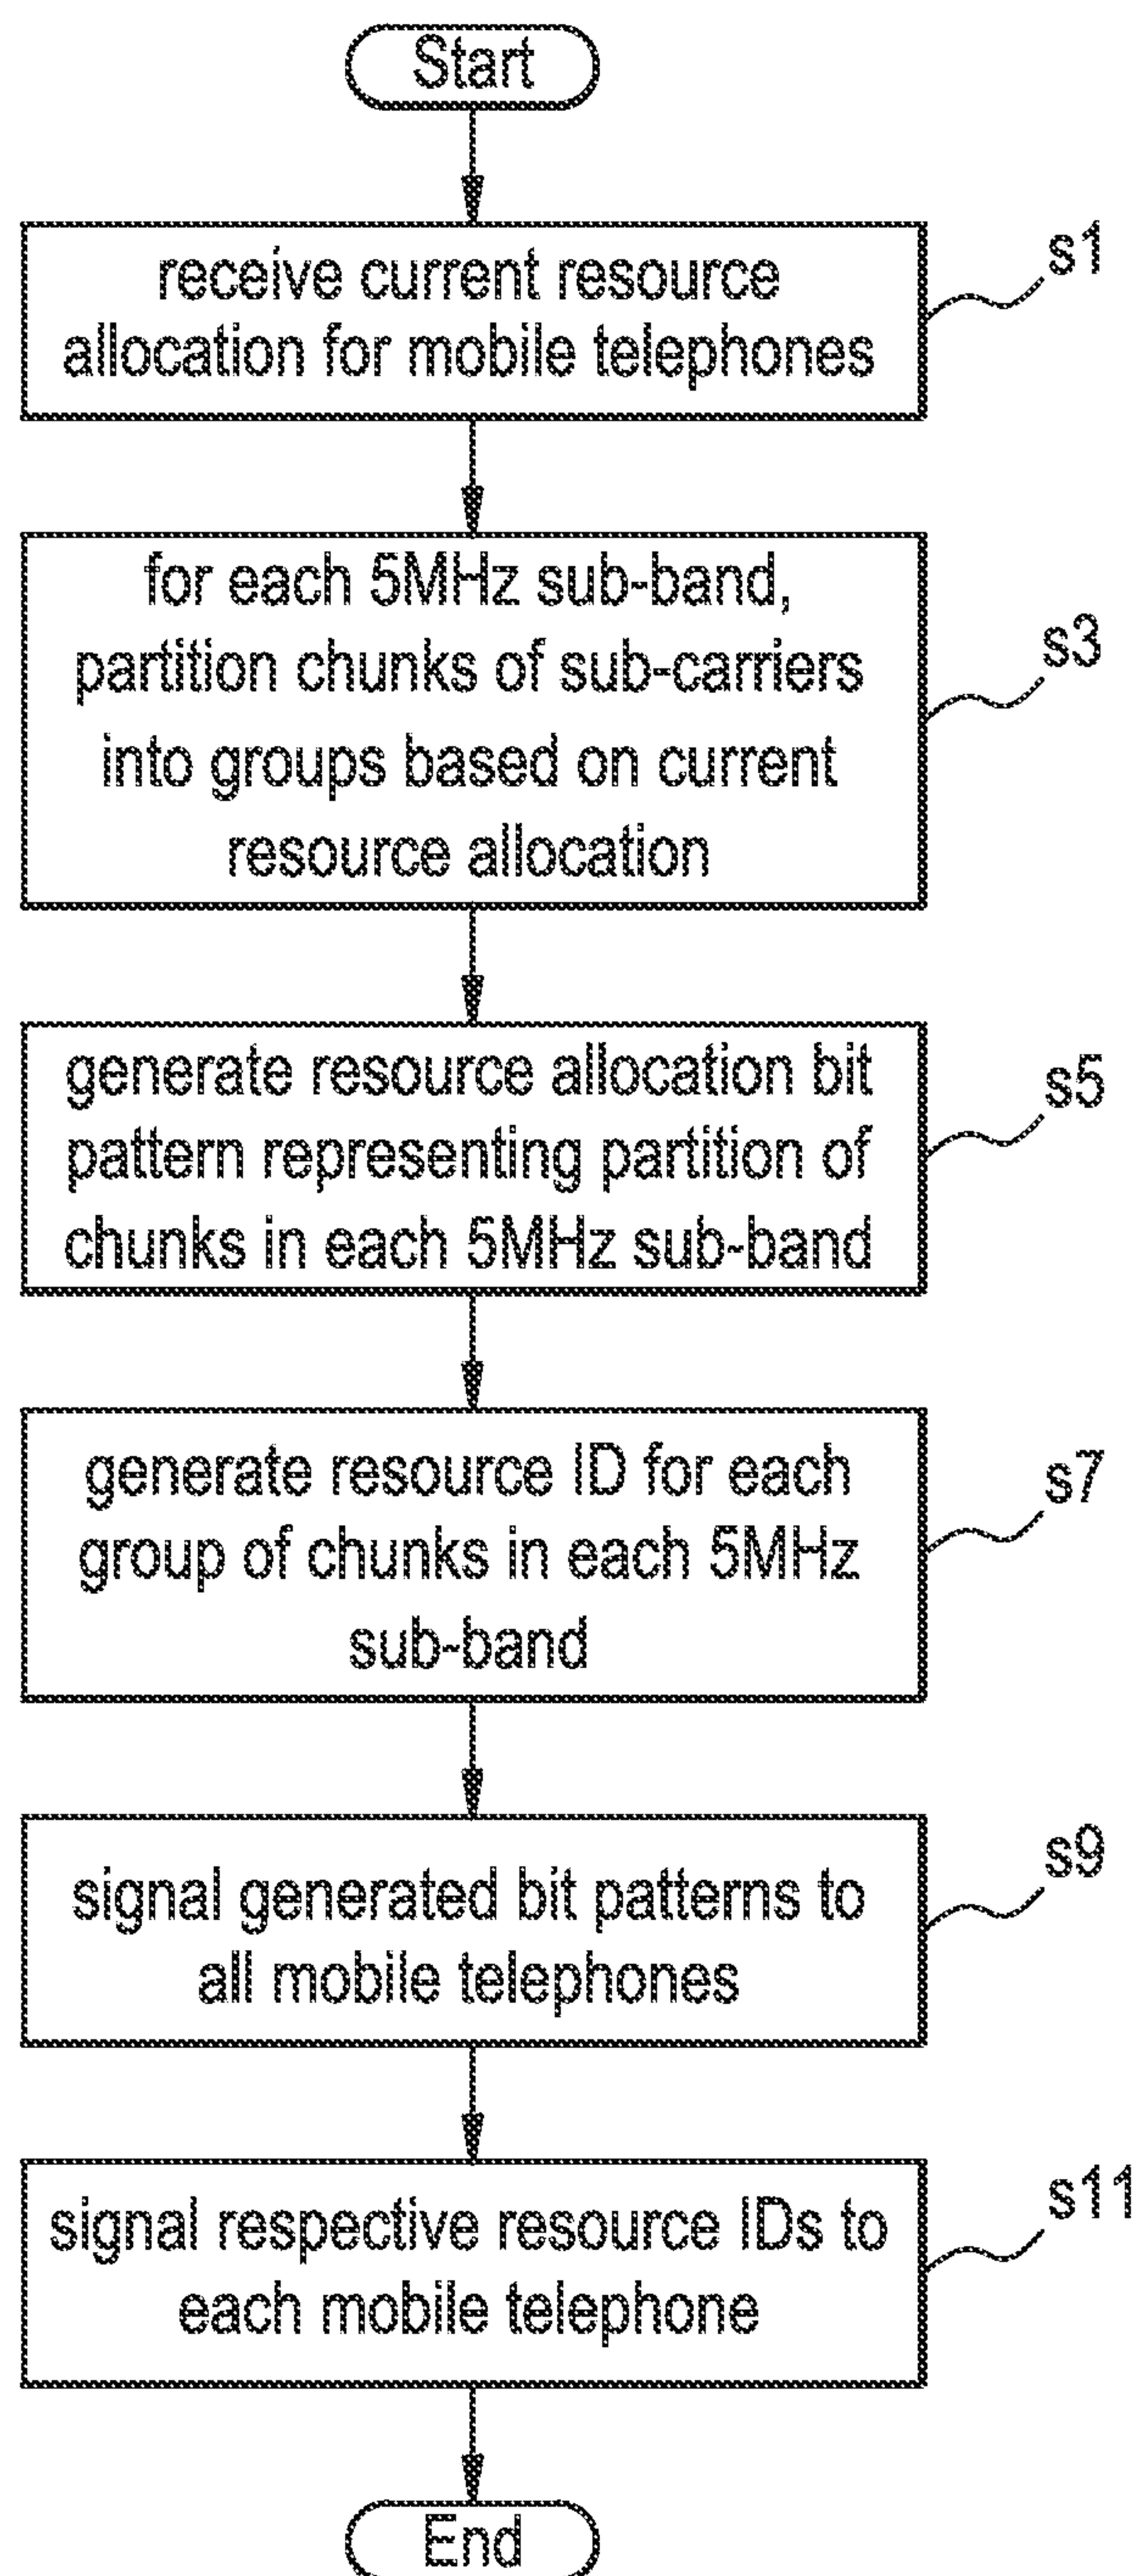 Start
receive current resource
allocation for mobile telephones
s1
for each 5MHz sub-band,
partition chunks of sub-carriers
into groups based on current
resource allocation
s3
generate resource allocation bit
pattern representing partition of
chunks in each 5MHz sub-band
s5
generate resource ID for each
group of chunks in each 5MHz
sub-band
s7
signal generated bit patterns to
all mobile telephones
s9
signal respective resource IDs to
each mobile telephone
s11
End